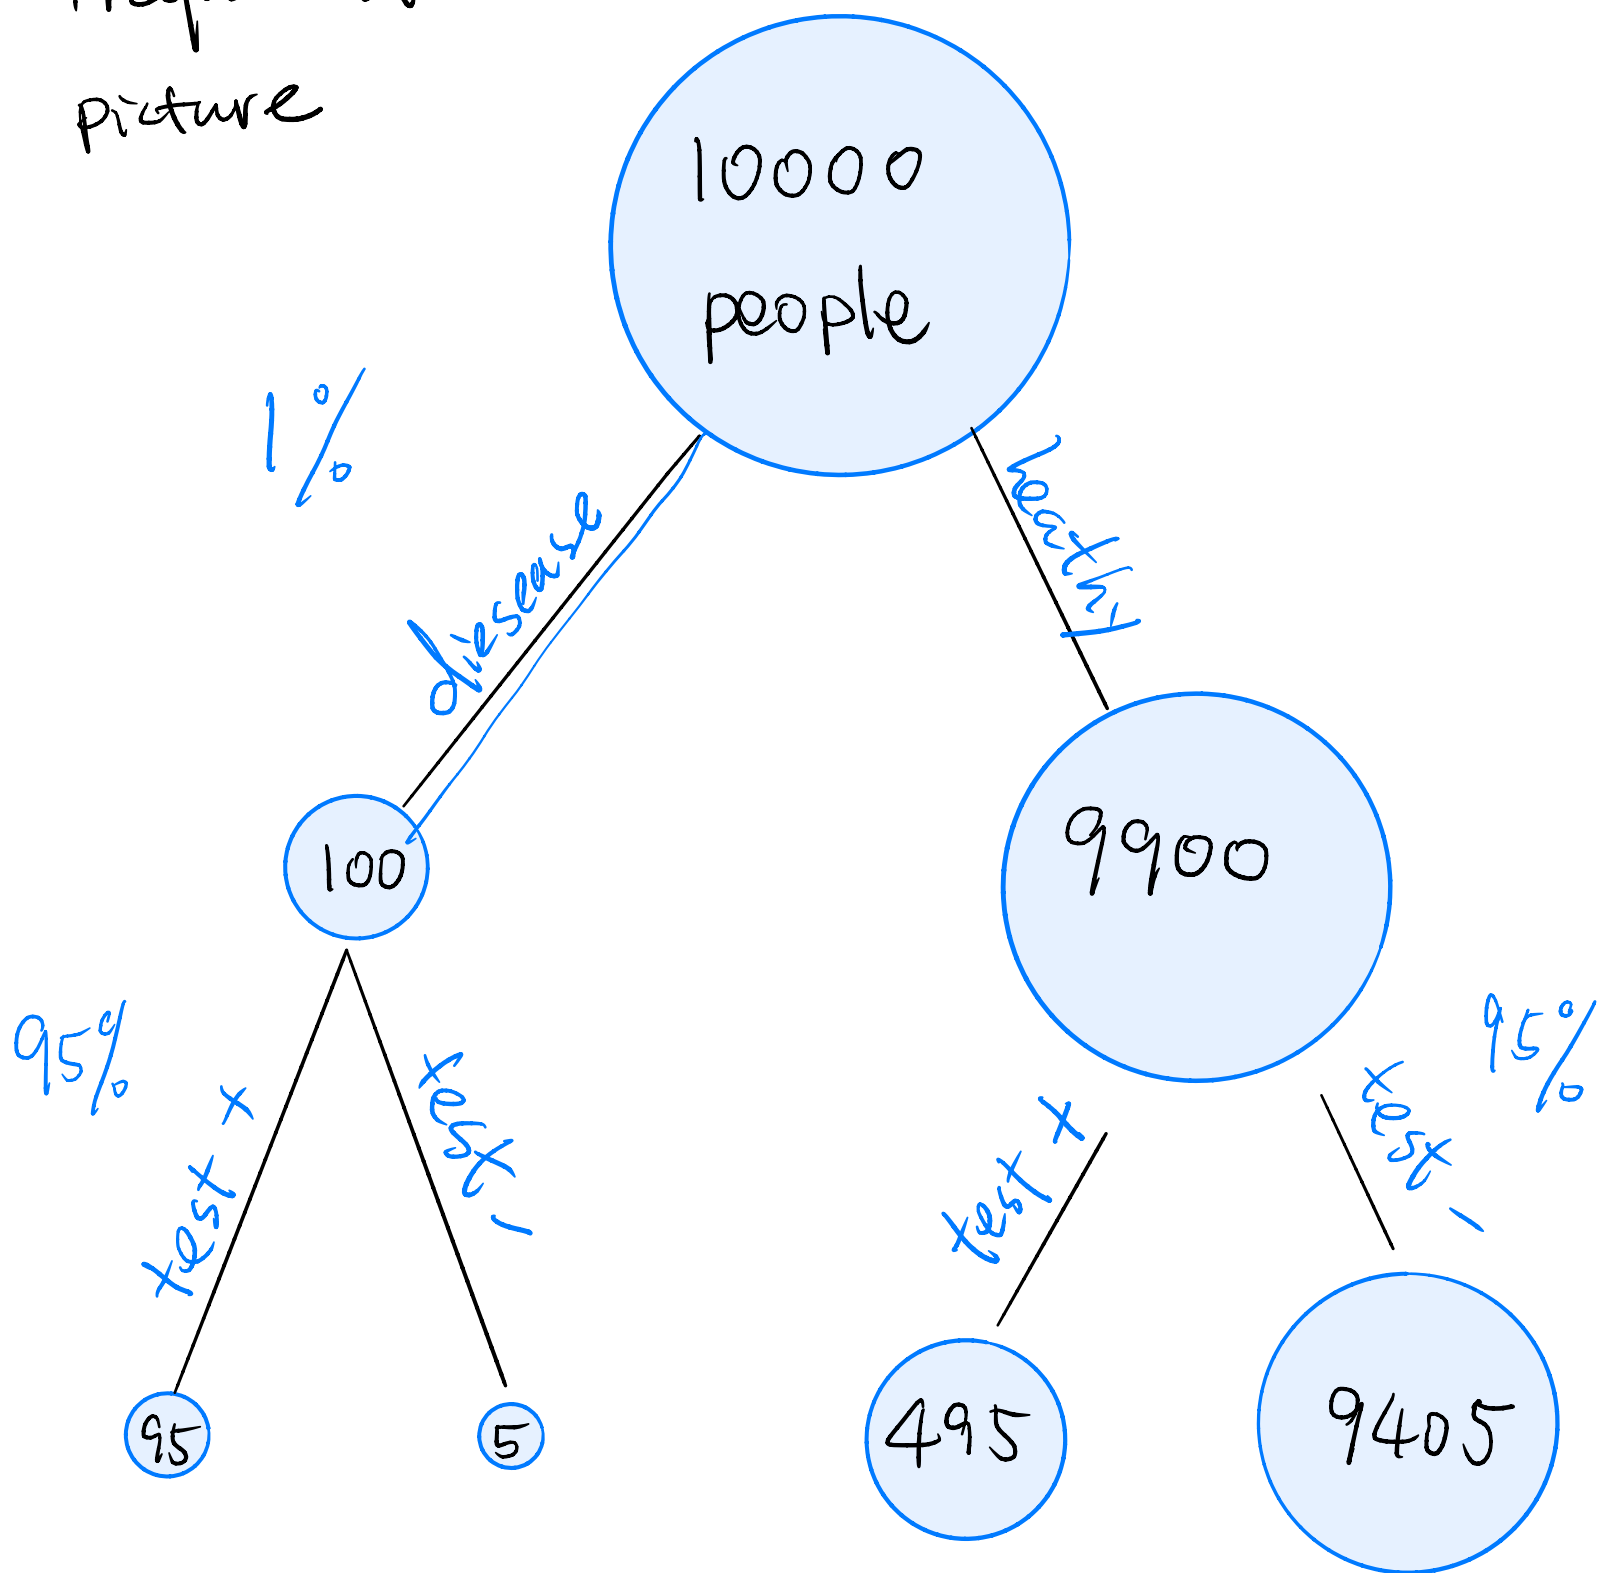 picture
10000
people
1%
diesease
heathy
100
9900
95%
test +
test -
test +
test -
95%
95
5
495
9405